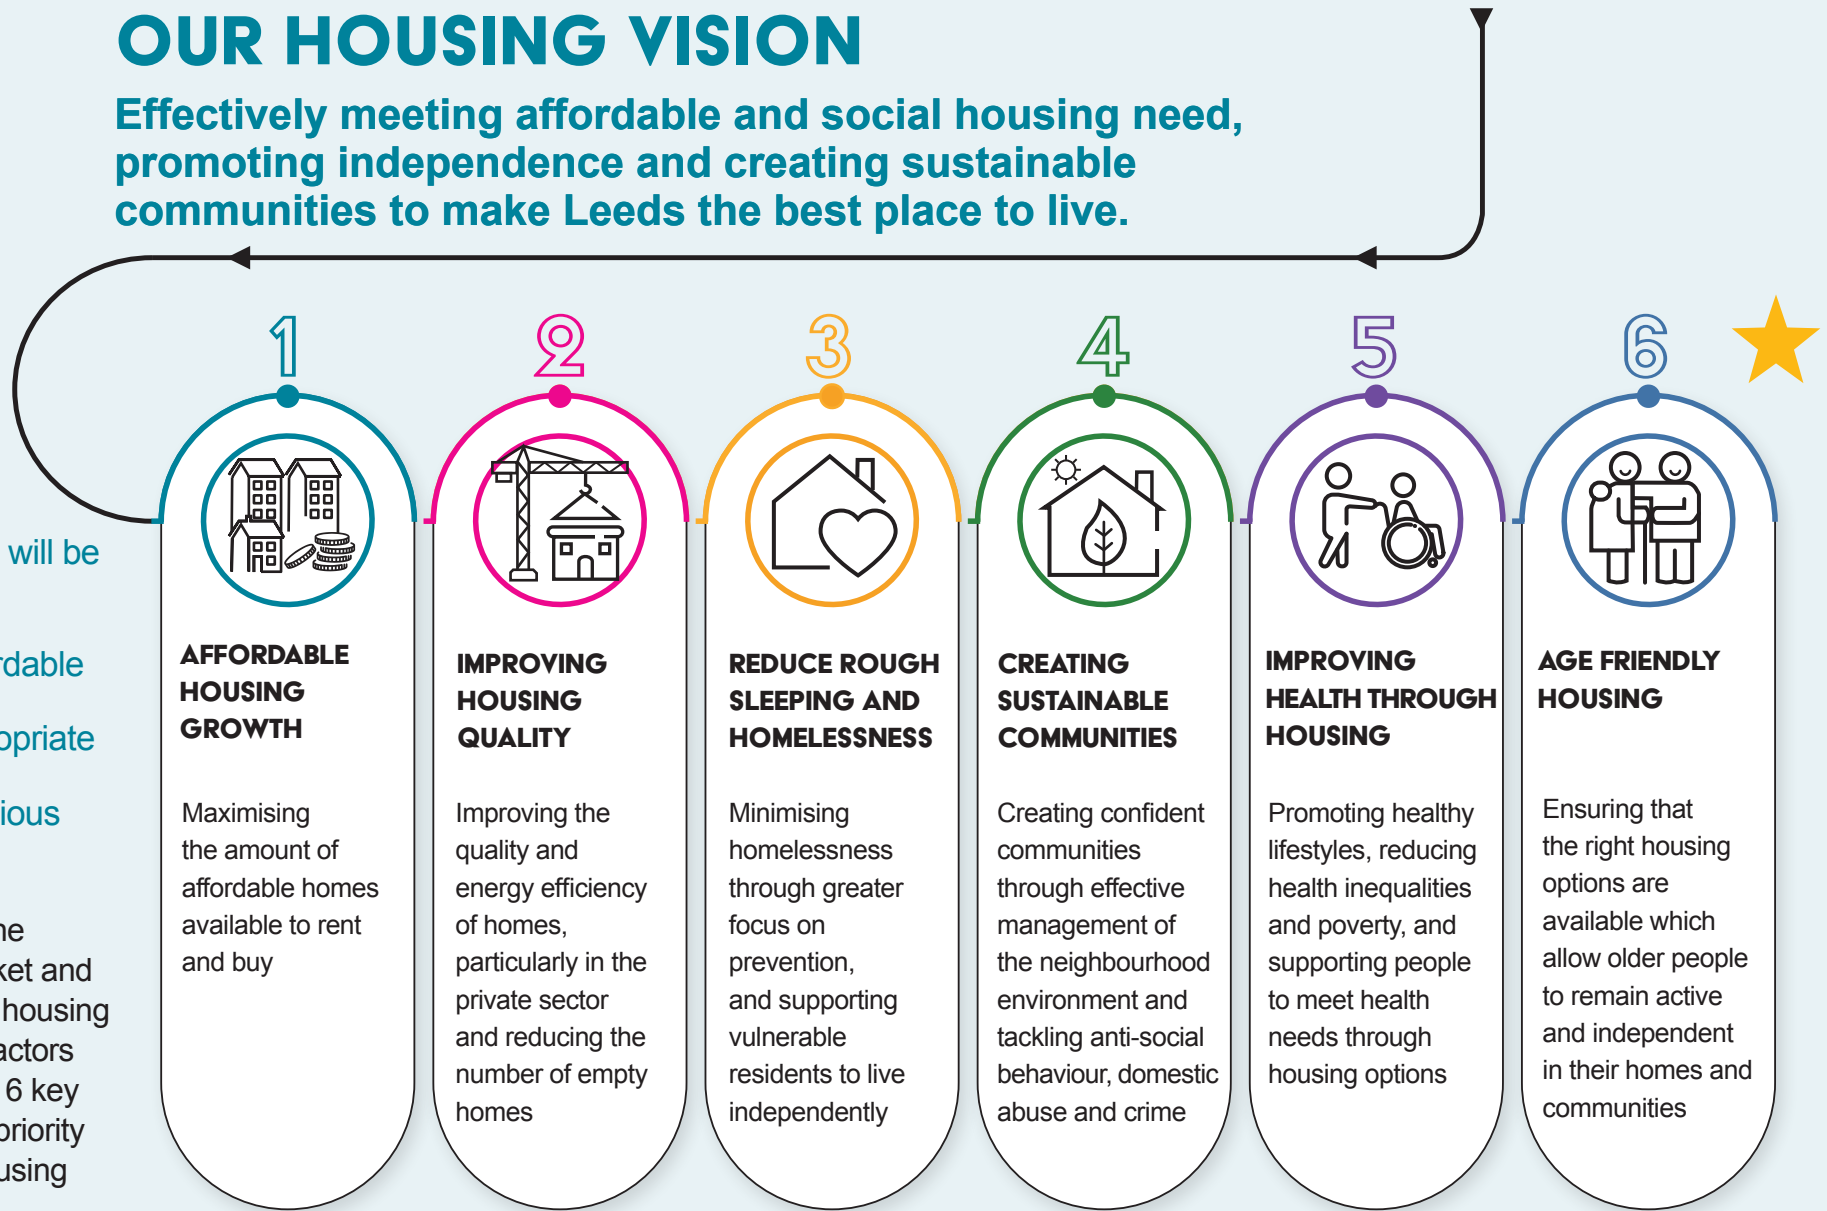 OUR HOUSING VISION
Effectively meeting affordable and social housing need,
promoting independence and creating sustainable
communities to make Leeds the best place to live.
will be
opriate
ious
ket and
housing
actors
6 key
priority
using
1
AFFORDABLE
HOUSING
GROWTH
Maximising
the amount of
affordable homes
available to rent
and buy
2
IMPROVING
HOUSING
QUALITY
Improving the
quality and
energy efficiency
of homes,
particularly in the
private sector
and reducing the
number of empty
homes
3
REDUCE ROUGH
SLEEPING AND
HOMELESSNESS
Minimising
homelessness
through greater
focus on
prevention,
and supporting
vulnerable
residents to live
independently
4
CREATING
SUSTAINABLE
COMMUNITIES
Creating confident
communities
through effective
management of
the neighbourhood
environment and
tackling anti-social
behaviour, domestic
abuse and crime
5
IMPROVING
HEALTH THROUGH
HOUSING
Promoting healthy
lifestyles, reducing
health inequalities
and poverty, and
supporting people
to meet health
needs through
housing options
6
AGE FRIENDLY
HOUSING
Ensuring that
the right housing
options are
available which
allow older people
to remain active
and independent
in their homes and
communities